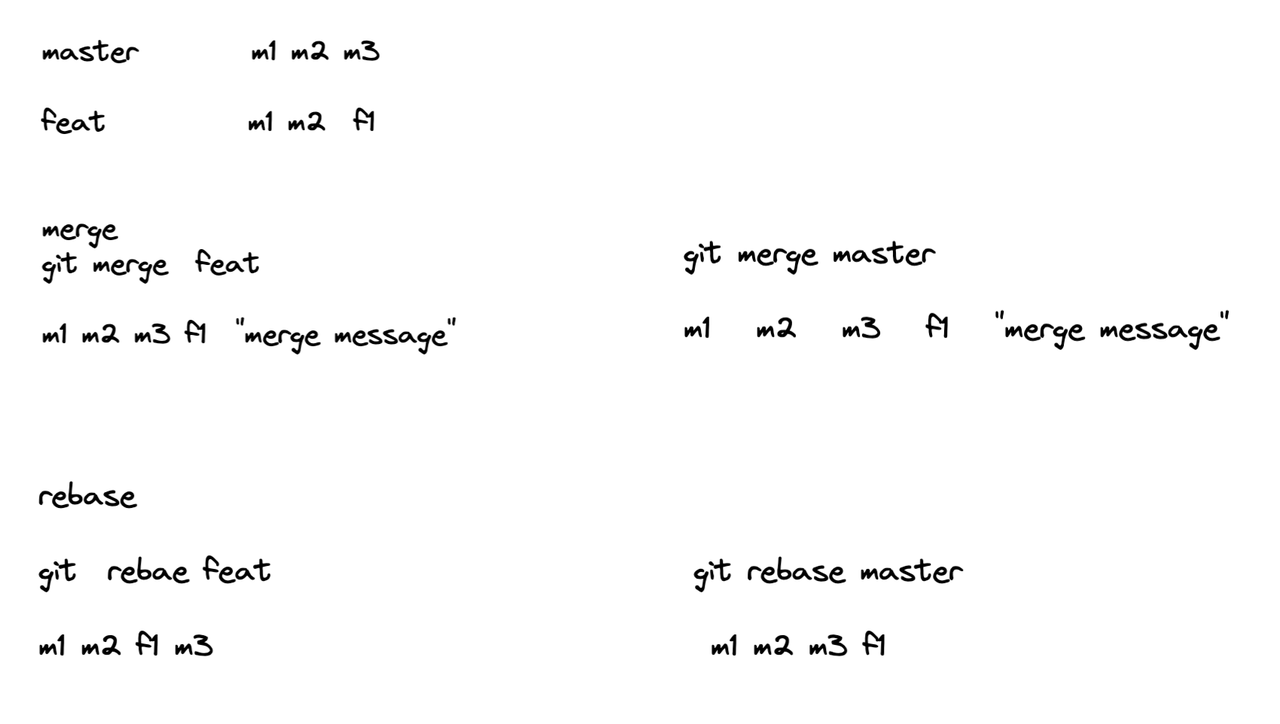 master m1 m2 m3
feat m1 m2 f1
merge
git merge feat
m1 m2 m3 f1 "merge message"
git merge master
m1 m2 m3 f1 "merge message"
rebase
git rebae feat
m1 m2 f1 m3
git rebase master
m1 m2 m3 f1